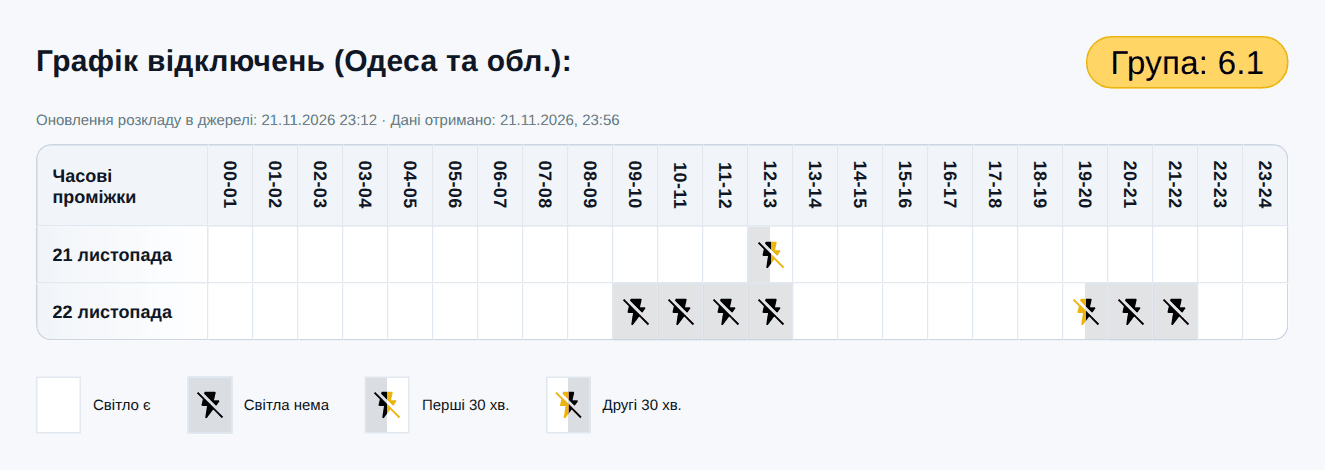 Графік відключень (Одеса та обл.):
Група: 6.1
Оновлення розкладу в джерелі: 21.11.2026 23:12 · Дані отримано: 21.11.2026, 23:56
Часові
проміжки
00-01
01-02
02-03
03-04
04-05
05-06
06-07
07-08
08-09
09-10
10-11
11-12
12-13
13-14
14-15
15-16
16-17
17-18
18-19
19-20
20-21
21-22
22-23
23-24
21 листопада
22 листопада
Світло є
Світла нема
Перші 30 хв.
Другі 30 хв.